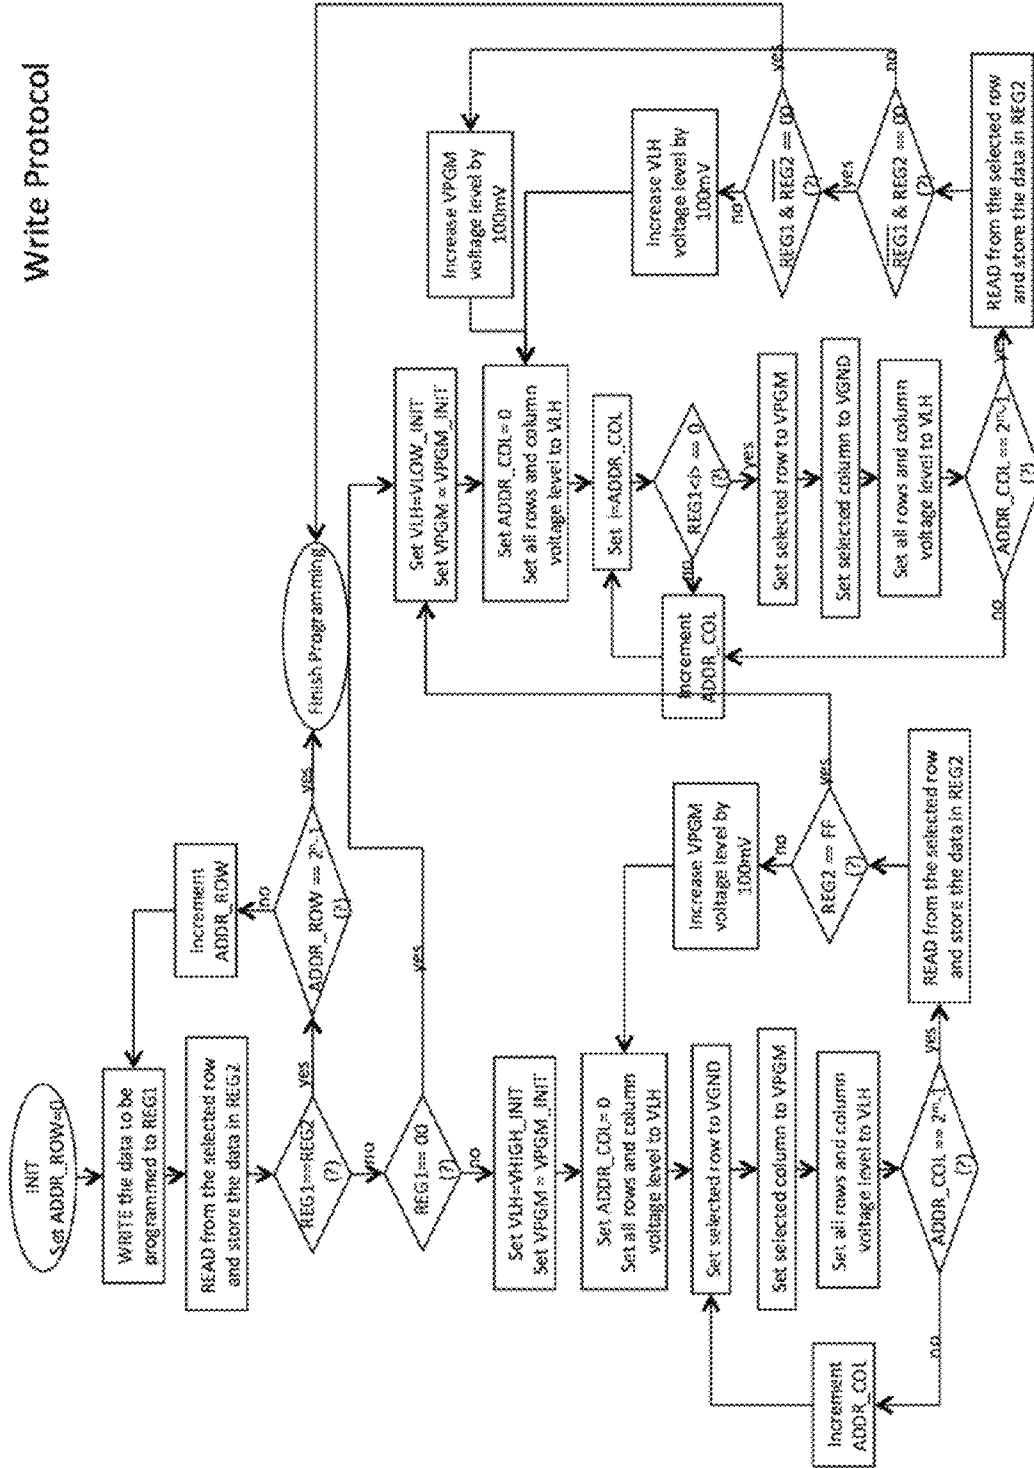 Write Protocol
INIT
Set ADDR_ROW=0
WRITE the data to be
programmed to REG1
READ from the selected row
and store the data in REG2
REG1==REG2
(?)
yes
no
ADDR_ROW == 2ⁿ-1
(?)
no
yes
Increment
ADDR_ROW
Finish Programming
REG1== 00
(?)
yes
no
Set VLH=VHIGH_INIT
Set VPGM = VPGM_INIT
Set ADDR_COL= 0
Set all rows and column
voltage level to VLH
Set selected row to VGND
Set selected column to VPGM
Set all rows and column
voltage level to VLH
ADDR_COL == 2ᵐ-1
(?)
no
yes
Increment
ADDR_COL
READ from the selected row
and store the data in REG2
REG2 == FF
(?)
no
yes
Increase VPGM
voltage level by
100mV
Set VLH=VLOW_INIT
Set VPGM = VPGM_INIT
Set ADDR_COL= 0
Set all rows and column
voltage level to VLH
Set i=ADDR_COL
REG1<i> == 0
(?)
no
yes
Increment
ADDR_COL
Set selected row to VPGM
Set selected column to VGND
Set all rows and column
voltage level to VLH
ADDR_COL == 2ᵐ-1
(?)
no
yes
READ from the selected row
and store the data in REG2
R̅E̅G̅1̅ & REG2 == 00
(?)
yes
no
REG1 & R̅E̅G̅2̅ == 00
(?)
no
yes
Increase VLH
voltage level by
100mV
Increase VPGM
voltage level by
100mV